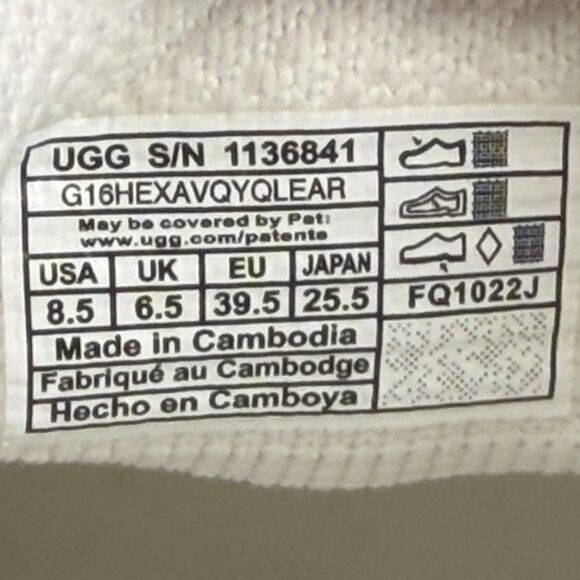 UGG S/N 1136841
G16HEXAVQYQLEAR
May be covered by Pat:
www.ugg.com/patents
USA UK EU JAPAN
8.5 6.5 39.5 25.5
FQ1022J
Made in Cambodia
Fabriqué au Cambodge
Hecho en Camboya